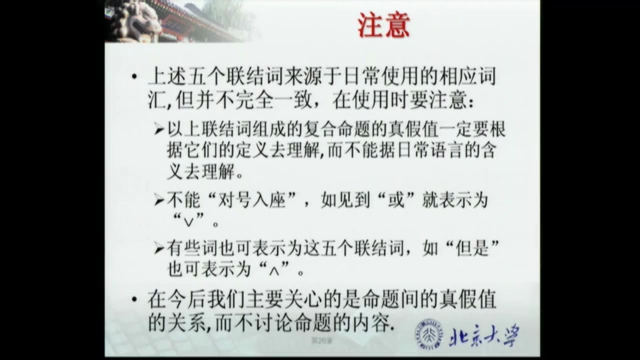 注意
• 上述五个联结词来源于日常使用的相应词
汇,但并不完全一致，在使用时要注意：
➢以上联结词组成的复合命题的真假值一定要根
据它们的定义去理解,而不能据日常语言的含
义去理解。
➢不能“对号入座”，如见到“或”就表示为
“∨”。
➢有些词也可表示为这五个联结词，如“但是”
也可表示为“∧”。
• 在今后我们主要关心的是命题间的真假值
的关系,而不讨论命题的内容.
北京大学